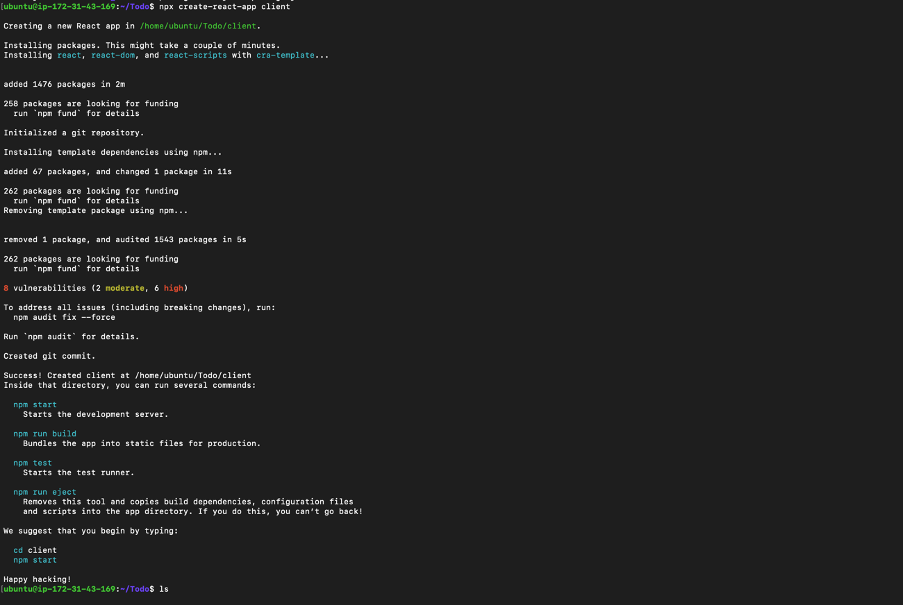 [ubuntu@ip-172-31-43-169:~/Todo$ npx create-react-app client
Creating a new React app in /home/ubuntu/Todo/client.
Installing packages. This might take a couple of minutes.
Installing react, react-dom, and react-scripts with cra-template...
added 1476 packages in 2m
258 packages are looking for funding
run `npm fund` for details
Initialized a git repository.
Installing template dependencies using npm...
added 67 packages, and changed 1 package in 11s
262 packages are looking for funding
run `npm fund` for details
Removing template package using npm...
removed 1 package, and audited 1543 packages in 5s
262 packages are looking for funding
run `npm fund` for details
8 vulnerabilities (2 moderate, 6 high)
To address all issues (including breaking changes), run:
npm audit fix --force
Run `npm audit` for details.
Created git commit.
Success! Created client at /home/ubuntu/Todo/client
Inside that directory, you can run several commands:
npm start
Starts the development server.
npm run build
Bundles the app into static files for production.
npm test
Starts the test runner.
npm run eject
Removes this tool and copies build dependencies, configuration files
and scripts into the app directory. If you do this, you can’t go back!
We suggest that you begin by typing:
cd client
npm start
Happy hacking!
[ubuntu@ip-172-31-43-169:~/Todo$ ls